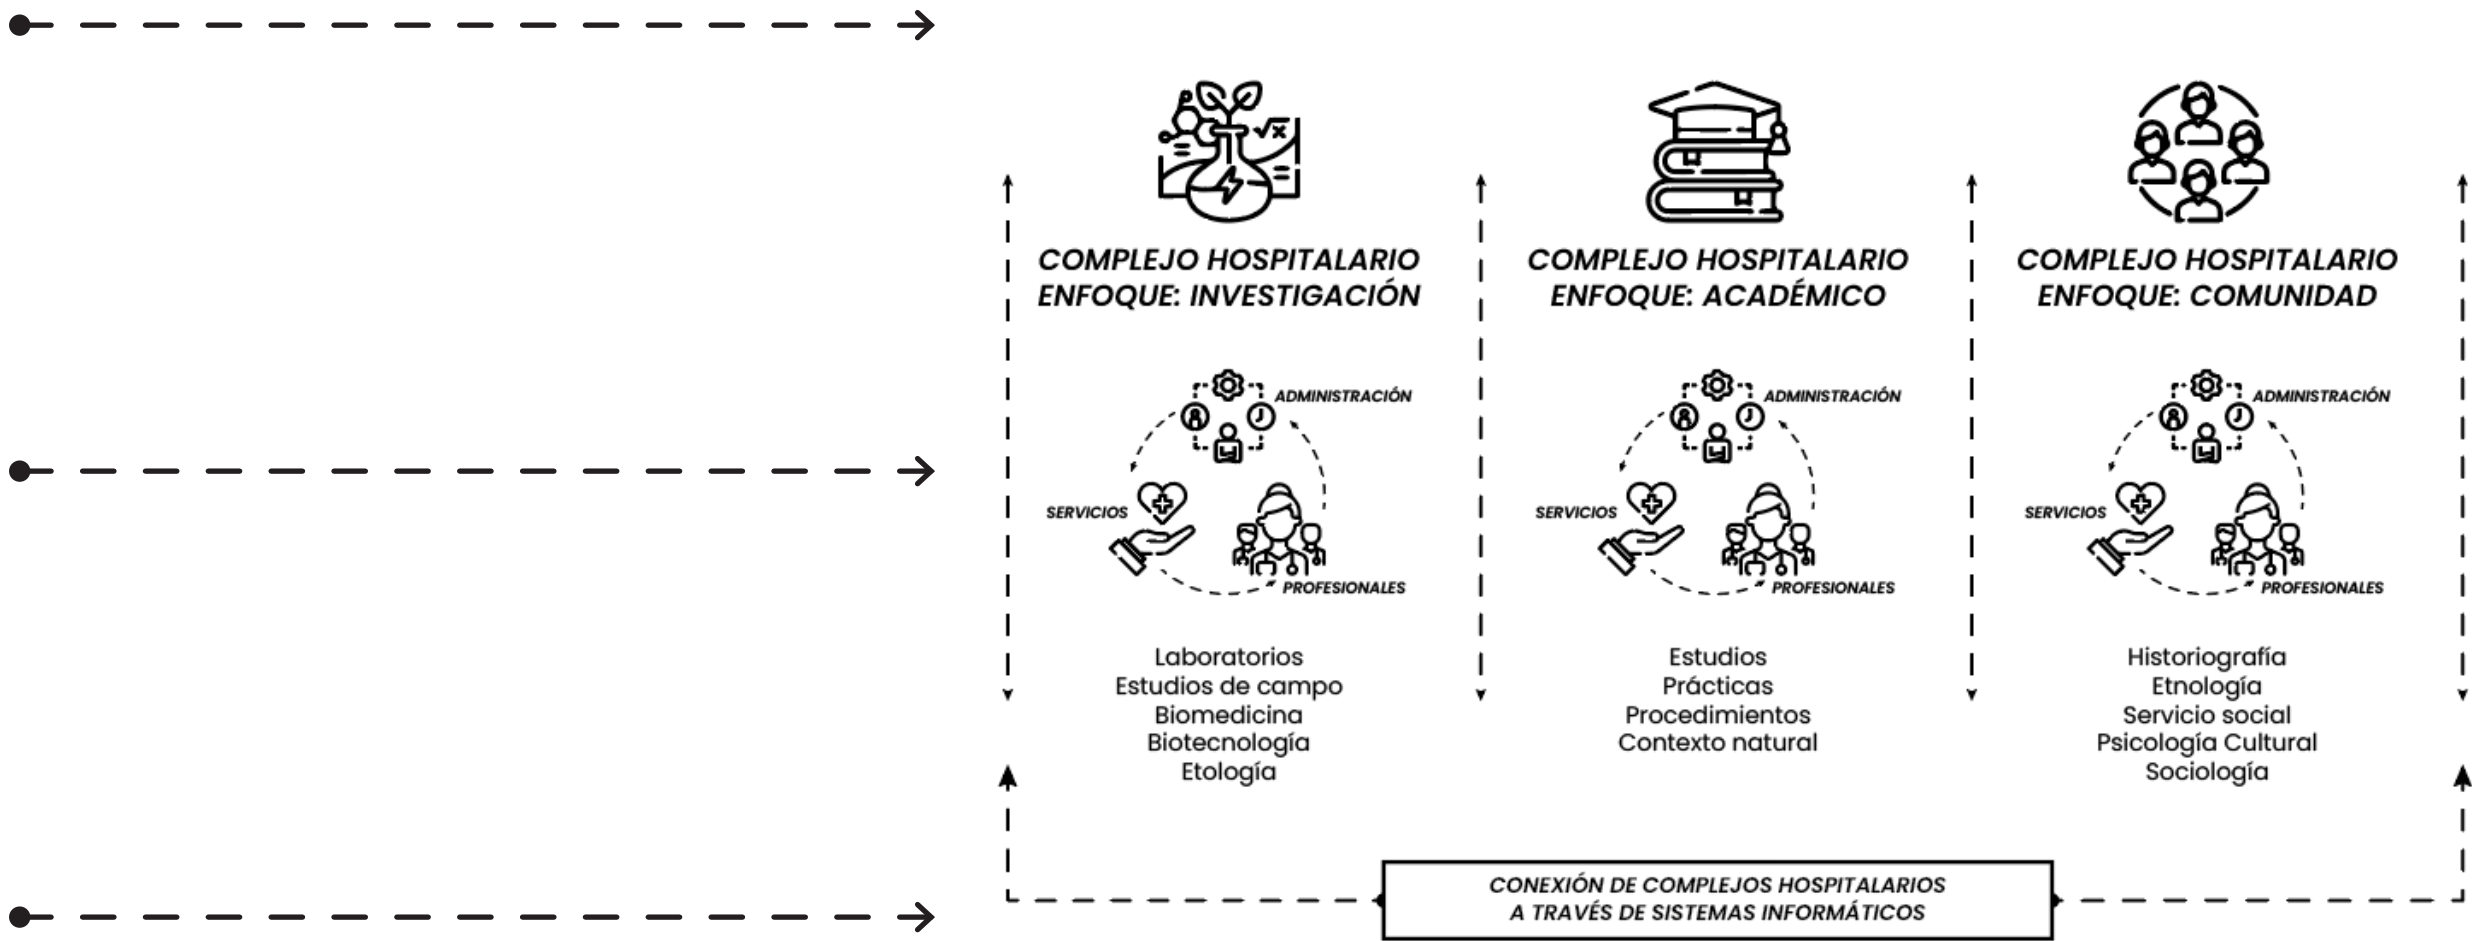 COMPLEJO HOSPITALARIO
ENFOQUE: INVESTIGACIÓN
ADMINISTRACIÓN
SERVICIOS
PROFESIONALES
Laboratorios
Estudios de campo
Biomedicina
Biotecnología
Etología
COMPLEJO HOSPITALARIO
ENFOQUE: ACADÉMICO
ADMINISTRACIÓN
SERVICIOS
PROFESIONALES
Estudios
Prácticas
Procedimientos
Contexto natural
COMPLEJO HOSPITALARIO
ENFOQUE: COMUNIDAD
ADMINISTRACIÓN
SERVICIOS
PROFESIONALES
Historiografía
Etnología
Servicio social
Psicología Cultural
Sociología
CONEXIÓN DE COMPLEJOS HOSPITALARIOS
A TRAVÉS DE SISTEMAS INFORMÁTICOS